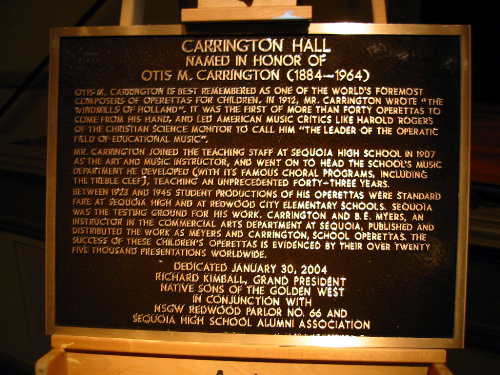 CARRINGTON HALL
NAMED IN HONOR OF
OTIS M. CARRINGTON (1884-1964)
OTIS M. CARRINGTON IS BEST REMEMBERED AS ONE OF THE WORLD'S FOREMOST
COMPOSERS OF OPERETTAS FOR CHILDREN. IN 1912, MR. CARRINGTON WROTE "THE
WINDMILLS OF HOLLAND". IT WAS THE FIRST OF MORE THAN FORTY OPERETTAS TO
COME FROM HIS HAND, AND LED AMERICAN MUSIC CRITICS LIKE HAROLD ROGERS
OF THE CHRISTIAN SCIENCE MONITOR TO CALL HIM "THE LEADER OF THE OPERATIC
FIELD OF EDUCATIONAL MUSIC".
MR. CARRINGTON JOINED THE TEACHING STAFF AT SEQUOIA HIGH SCHOOL IN 1907
AS THE ART AND MUSIC INSTRUCTOR, AND WENT ON TO HEAD THE SCHOOL'S MUSIC
DEPARTMENT HE DEVELOPED (WITH ITS FAMOUS CHORAL PROGRAMS, INCLUDING
THE TREBLE CLEF), TEACHING AN UNPRECEDENTED FORTY-THREE YEARS.
BETWEEN 1923 AND 1945 STUDENT PRODUCTIONS OF HIS OPERETTAS WERE STANDARD
FARE AT SEQUOIA HIGH AND AT REDWOOD CITY ELEMENTARY SCHOOLS. SEQUOIA
WAS THE TESTING GROUND FOR HIS WORK. CARRINGTON AND B.E. MYERS, AN
INSTRUCTOR IN THE COMMERCIAL ARTS DEPARTMENT AT SEQUOIA, PUBLISHED AND
DISTRIBUTED THE WORK AS MEYERS AND CARRINGTON, SCHOOL OPERETTAS. THE
SUCCESS OF THESE CHILDREN'S OPERETTAS IS EVIDENCED BY THEIR OVER TWENTY
FIVE THOUSAND PRESENTATIONS WORLDWIDE.
DEDICATED JANUARY 30, 2004
RICHARD KIMBALL, GRAND PRESIDENT
NATIVE SONS OF THE GOLDEN WEST
IN CONJUNCTION WITH
NSGW REDWOOD PARLOR NO. 66 AND
SEQUOIA HIGH SCHOOL ALUMNI ASSOCIATION